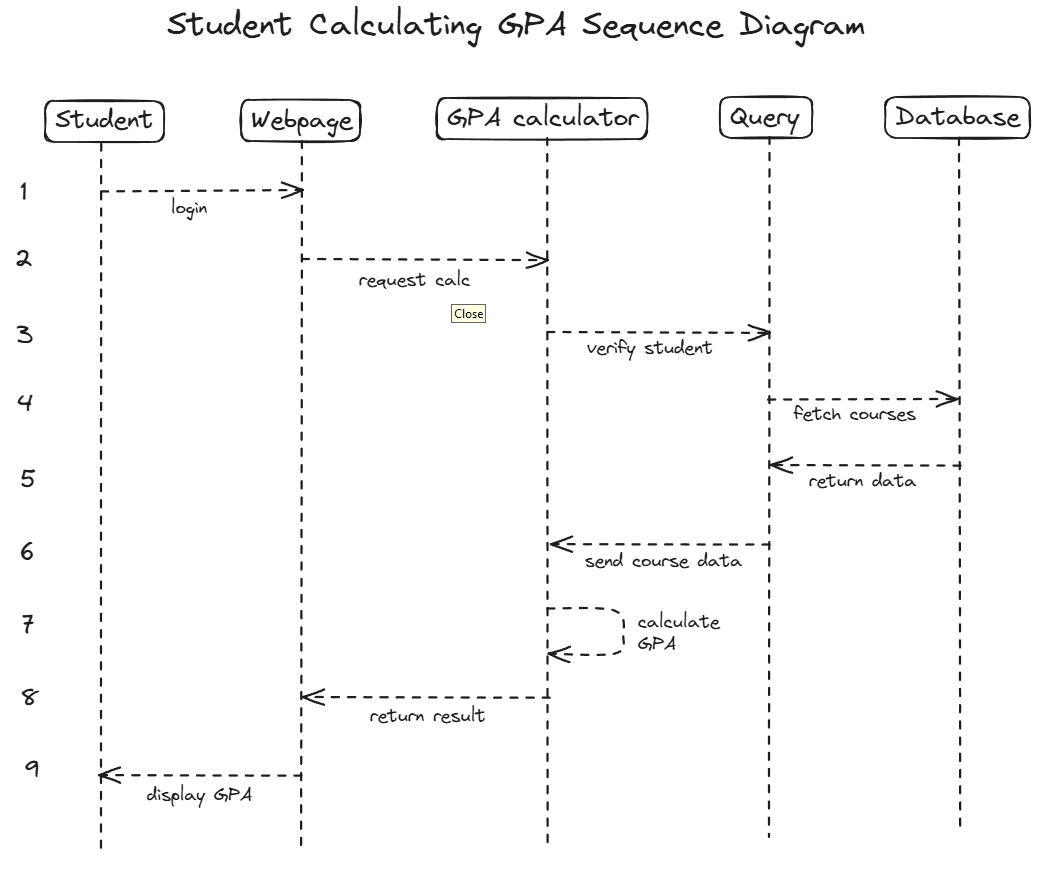 Student Calculating GPA Sequence Diagram
Student
Webpage
GPA calculator
Query
Database
1
login
2
request calc
Close
3
verify student
4
fetch courses
5
return data
6
send course data
7
calculate
GPA
8
return result
9
display GPA